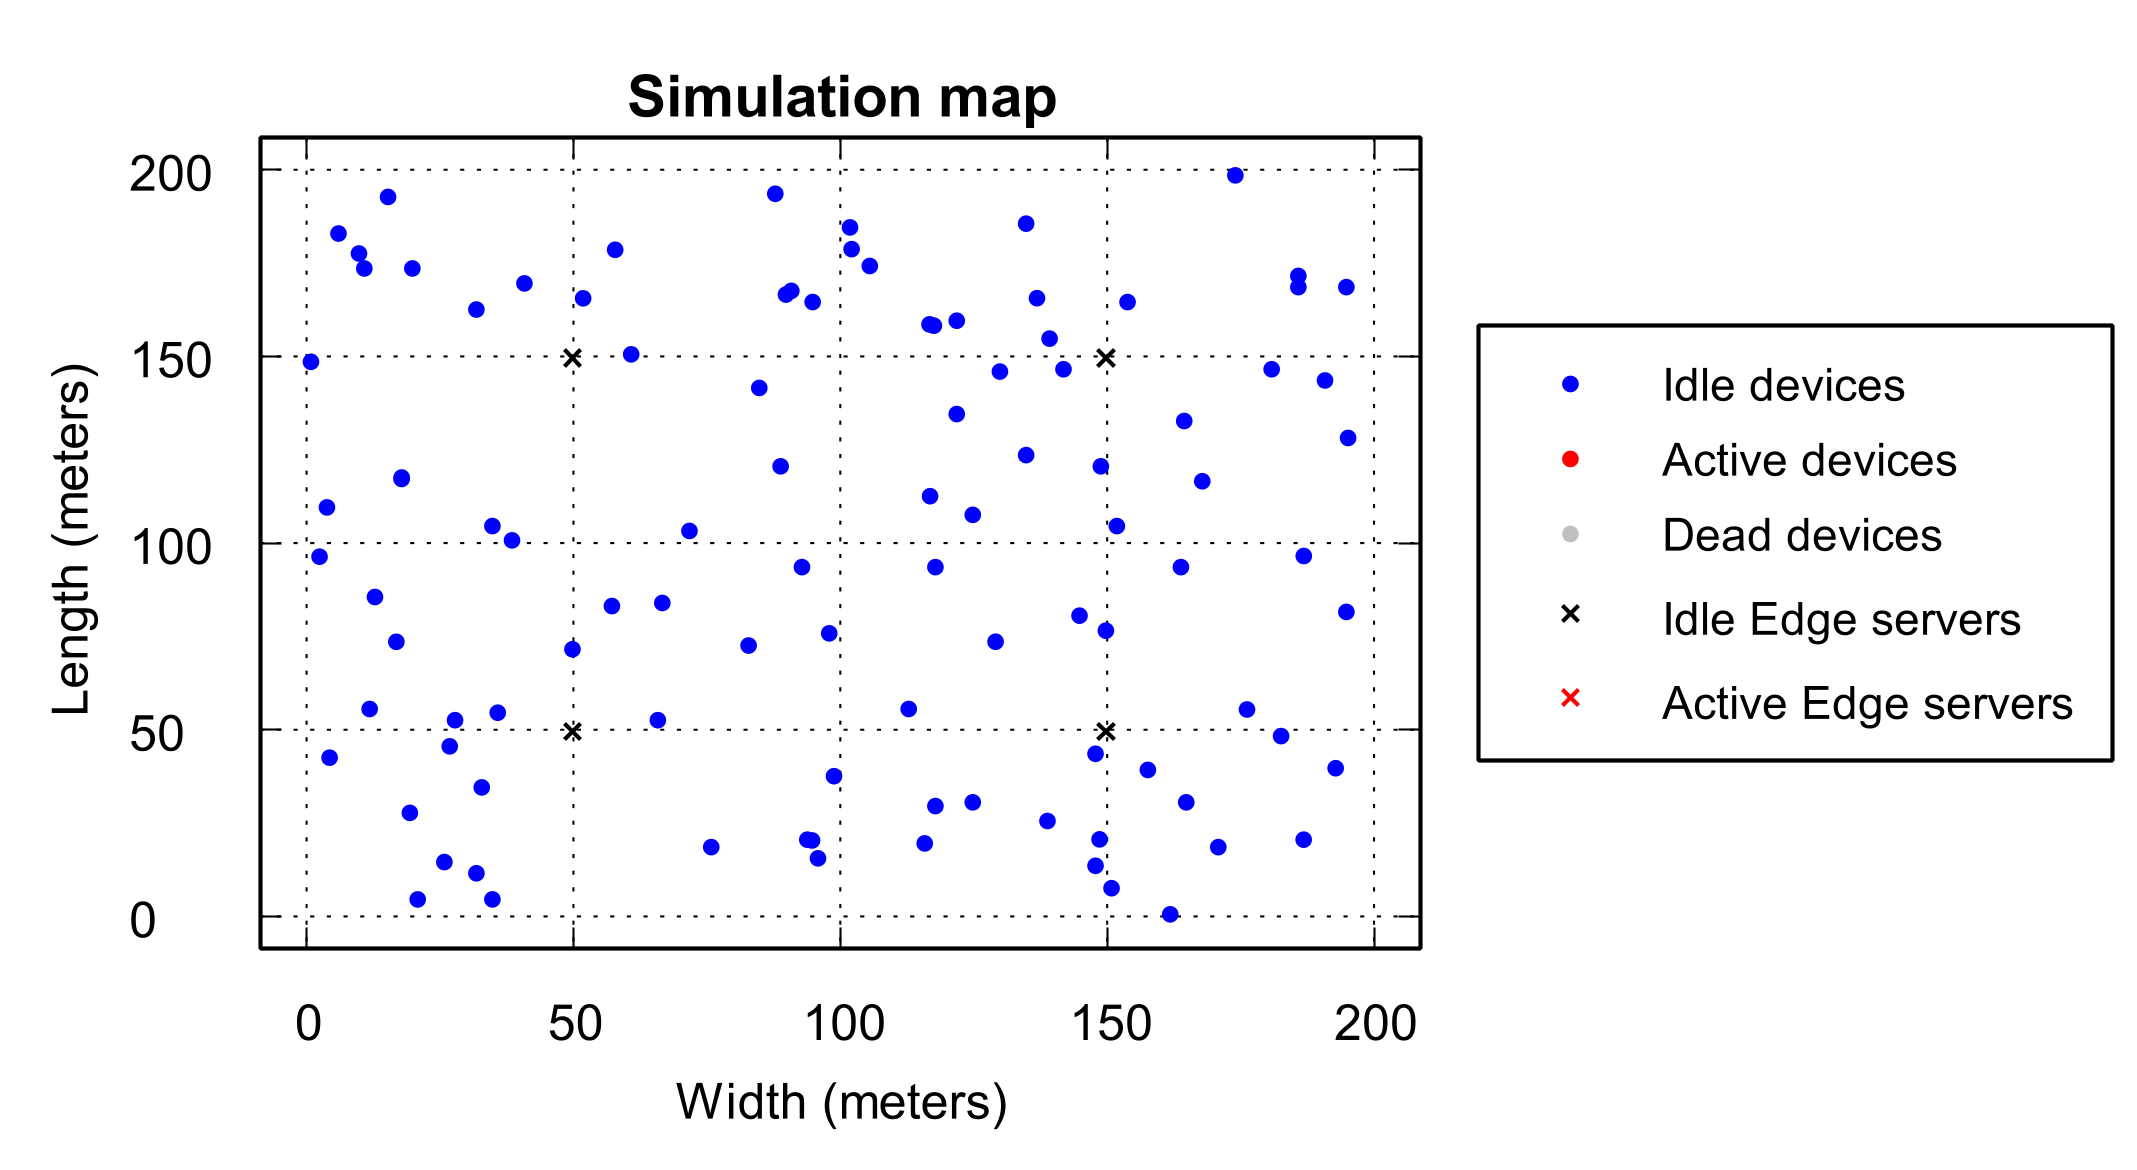 Simulation map
200
150
100
50
0
Length (meters)
0 50 100 150 200
Width (meters)
Idle devices
Active devices
Dead devices
Idle Edge servers
Active Edge servers